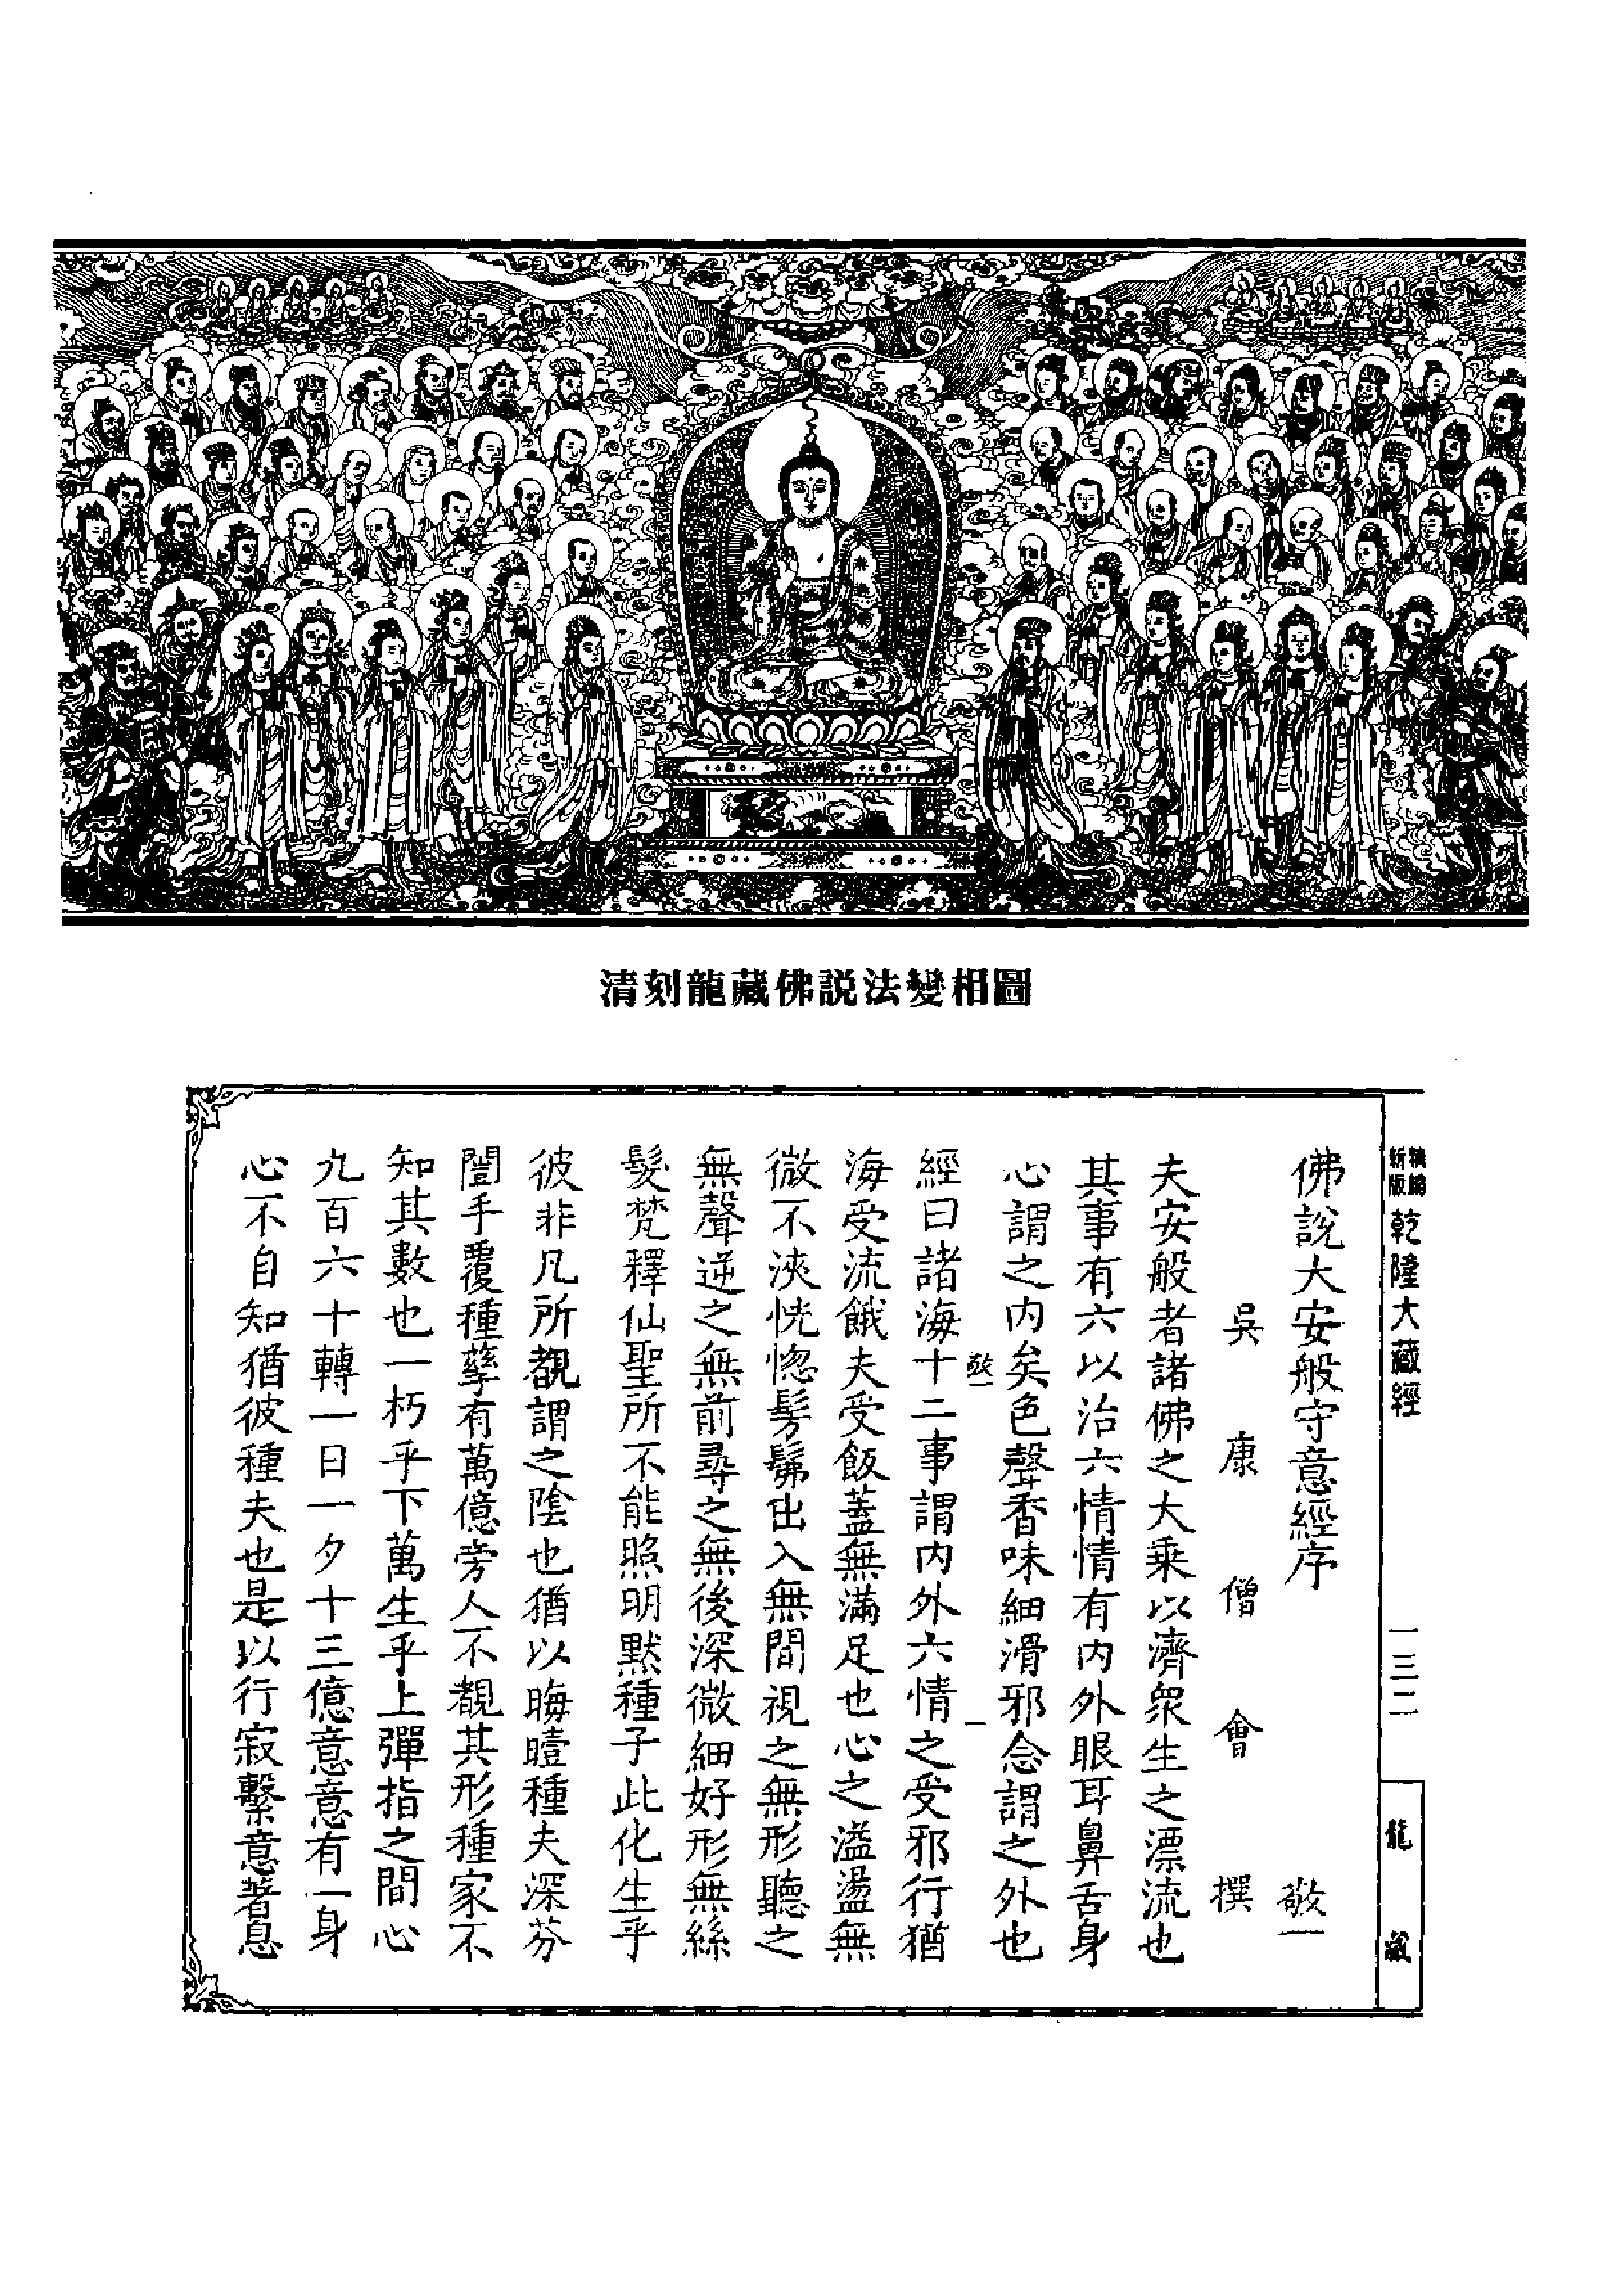 清刻龍藏佛説法變相圖
新版
精編
乾隆大藏經
一三二
龍藏
佛說大安般守意經序 敬一
吳康僧會撰
夫安般者諸佛之大乘以濟衆生之漂流也
其事有六以治六情情有内外眼耳鼻舌身
心謂之内矣色聲香味細滑邪念謂之外也
敬一 一
經曰諸海十二事謂内外六情之受邪行猶
海受流餓夫受飯蓋無滿足也心之溢盪無
微不浹恍惚髣髴出入無間視之無形聽之
無聲逆之無前尋之無後深微細好形無絲
髮梵釋仙聖所不能照明默種子此化生乎
彼非凡所覩謂之陰也猶以晦曀種夫深芬
闇手覆種孳有萬億旁人不覩其形種家不
知其數也一朽乎下萬生乎上彈指之間心
九百六十轉一日一夕十三億意意有一身
心不自知猶彼種夫也是以行寂繫意著息